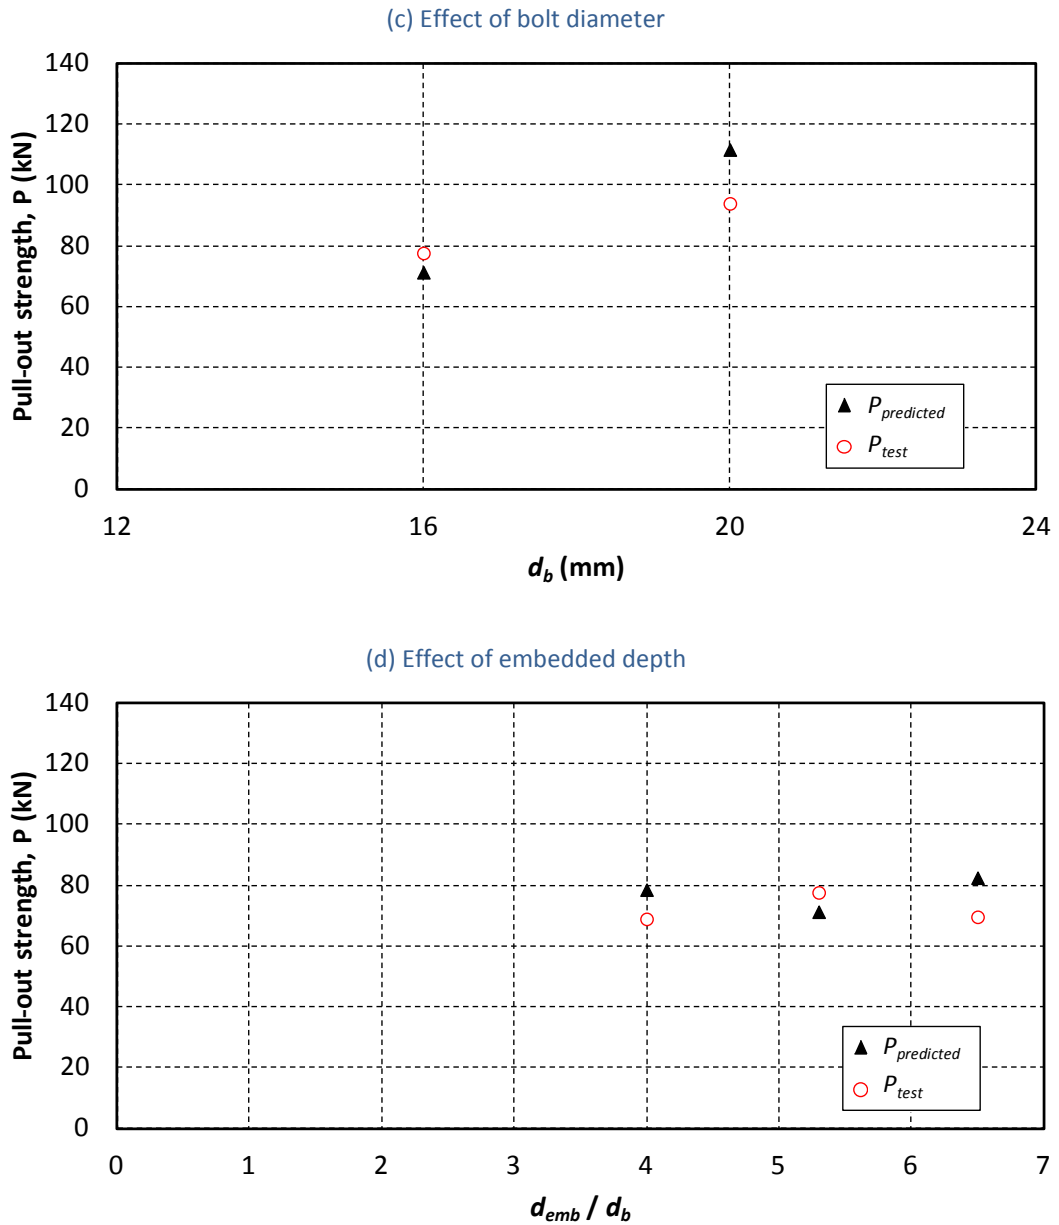 (c) Effect of bolt diameter
140
120
100
80
60
40
20
0
Pull-out strength, P (kN)
P_predicted
P_test
12 16 20 24
d_b (mm)
(d) Effect of embedded depth
140
120
100
80
60
40
20
0
Pull-out strength, P (kN)
P_predicted
P_test
0 1 2 3 4 5 6 7
d_emb / d_b